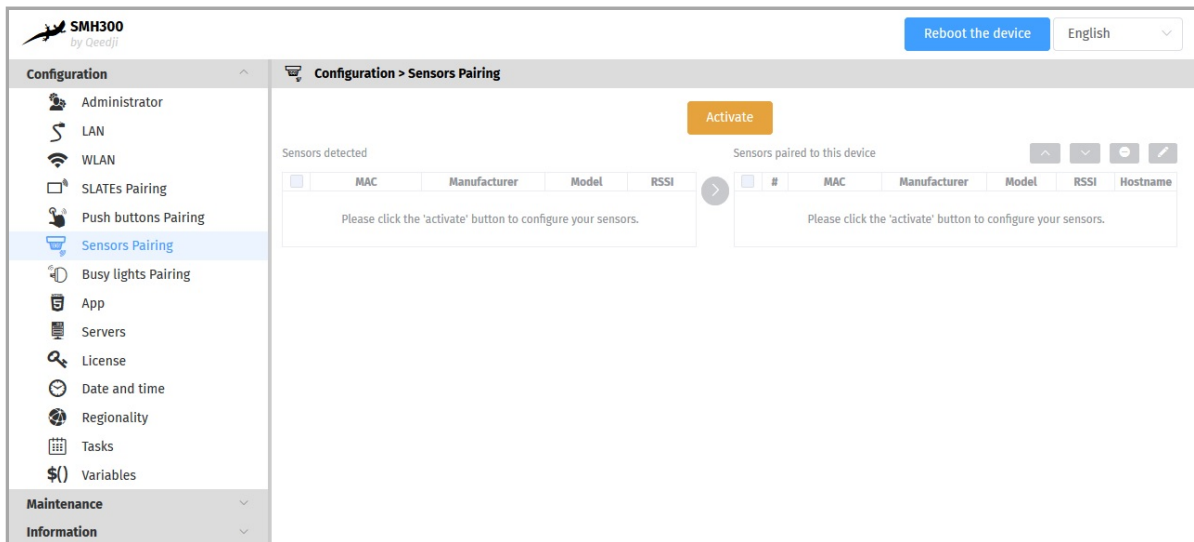 SMH300
by Qeedji
Reboot the device
English
Configuration
Configuration > Sensors Pairing
Administrator
LAN
WLAN
SLATEs Pairing
Push buttons Pairing
Sensors Pairing
Busy lights Pairing
App
Servers
License
Date and time
Regionality
Tasks
$() Variables
Maintenance
Information
Activate
Sensors detected
MAC Manufacturer Model RSSI
Please click the 'activate' button to configure your sensors.
Sensors paired to this device
# MAC Manufacturer Model RSSI Hostname
Please click the 'activate' button to configure your sensors.